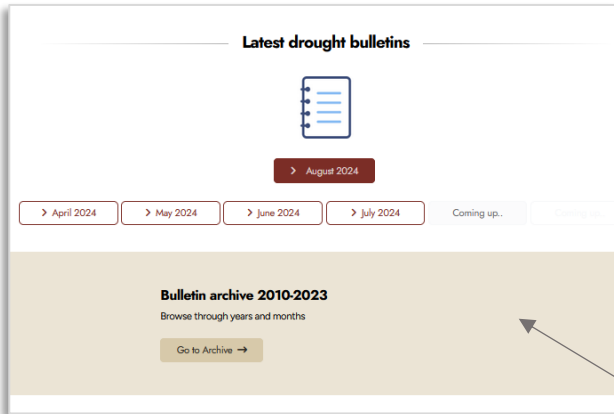 Latest drought bulletins
August 2024
April 2024
May 2024
June 2024
July 2024
Coming up..
Bulletin archive 2010-2023
Browse through years and months
Go to Archive